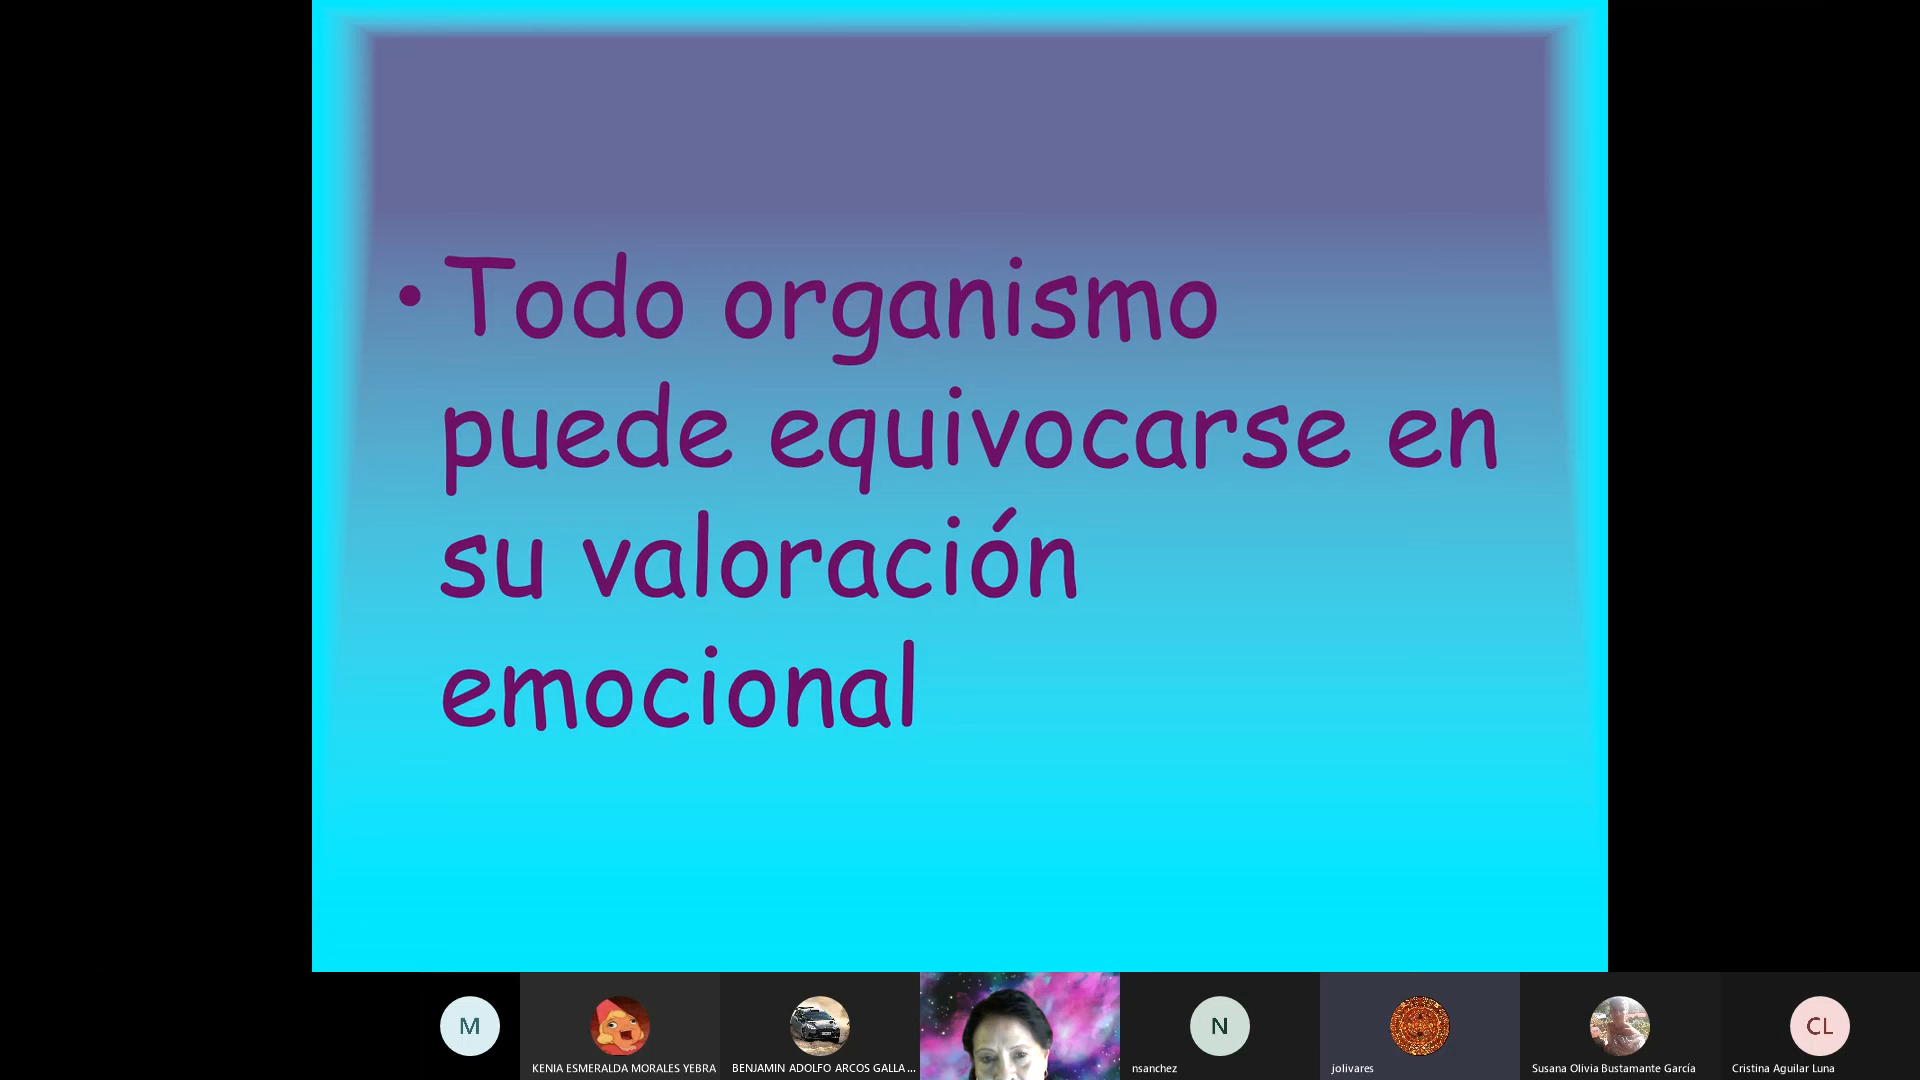 • Todo organismo
puede equivocarse en
su valoración
emocional
M
KENIA ESMERALDA MORALES YEBRA
BENJAMIN ADOLFO ARCOS GALLA...
N
nsanchez
jolivares
Susana Olivia Bustamante García
CL
Cristina Aguilar Luna